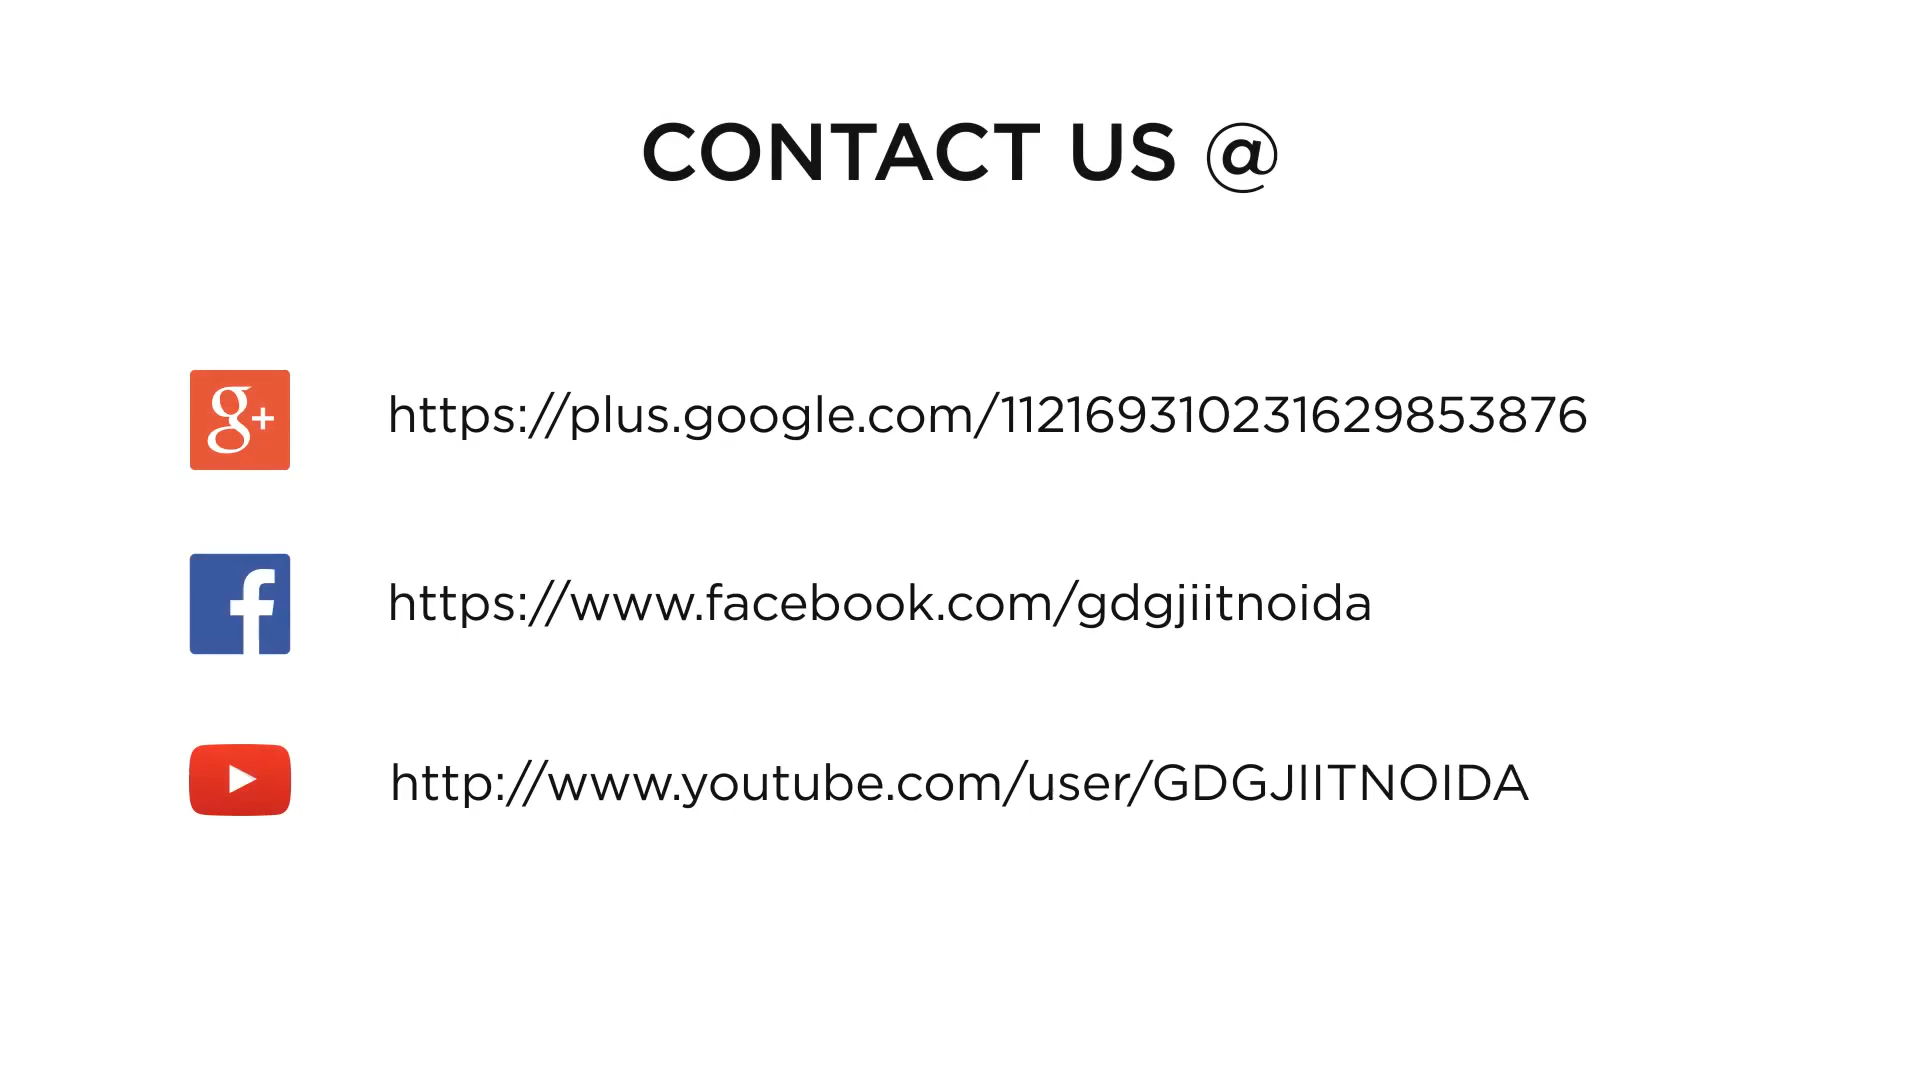 CONTACT US @
g+ https://plus.google.com/112169310231629853876
f https://www.facebook.com/gdgjiitnoida
http://www.youtube.com/user/GDGJIITNOIDA